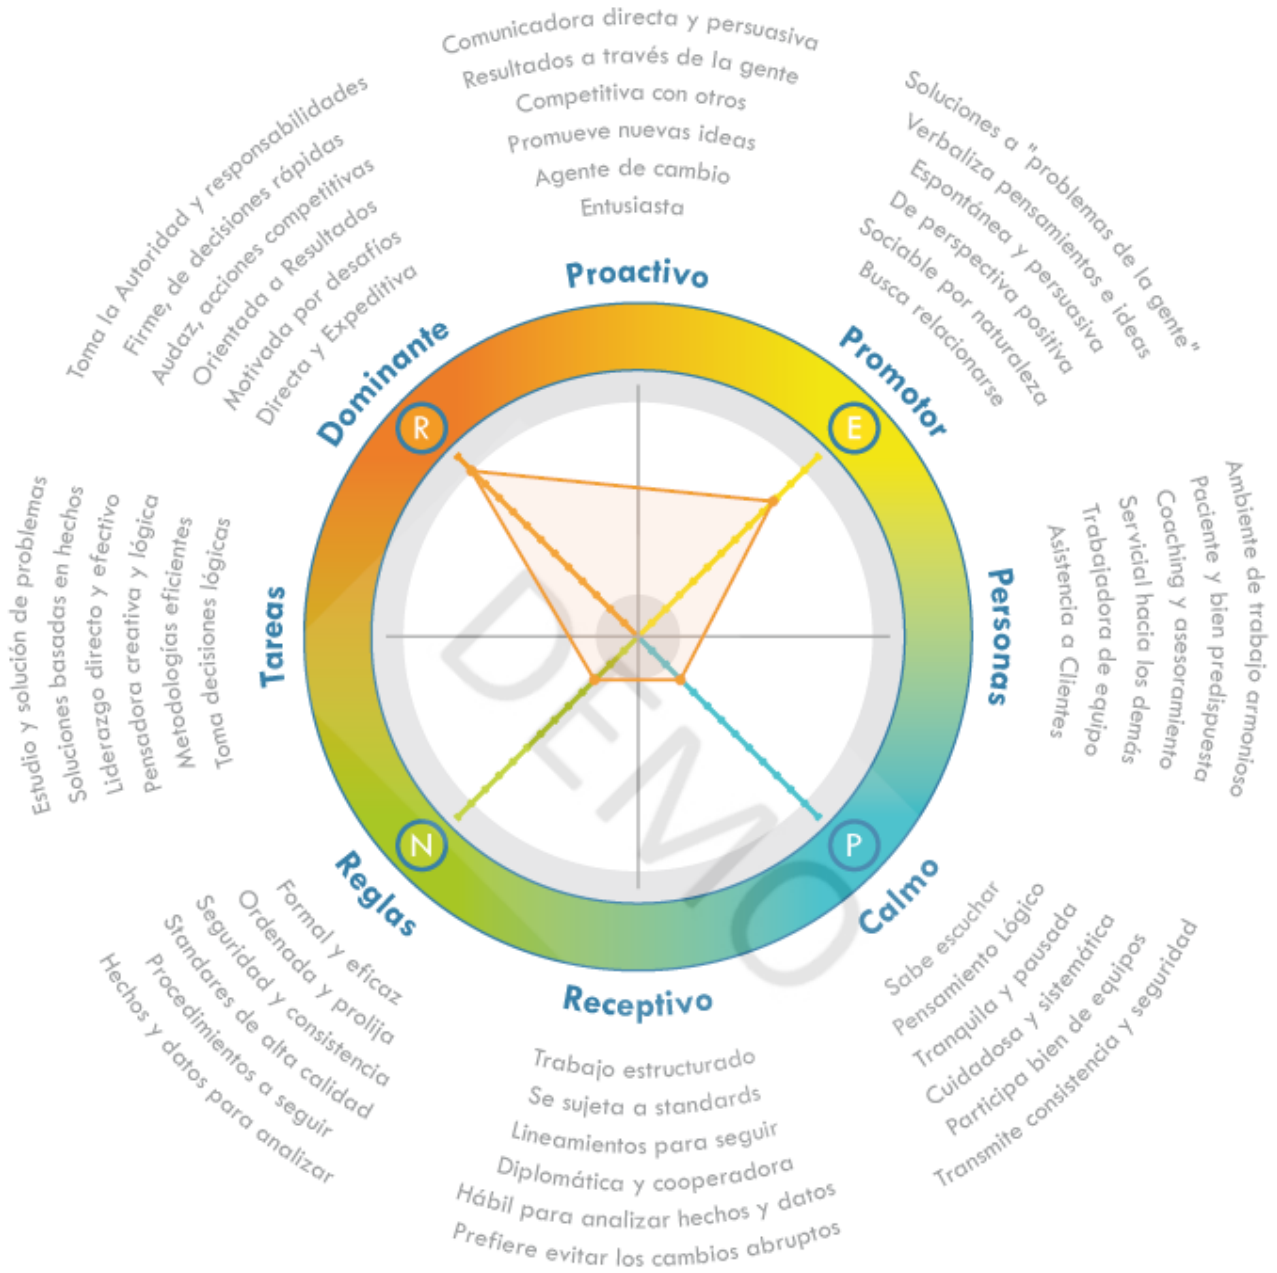 Comunicadora directa y persuasiva
Resultados a través de la gente
Competitiva con otros
Promueve nuevas ideas
Agente de cambio
Entusiasta
Proactivo
Soluciones a "problemas de la gente"
Verbaliza pensamientos e ideas
Espontánea y persuasiva
De perspectiva positiva
Sociable por naturaleza
Busca relacionarse
Promotor
E
Ambiente de trabajo armonioso
Paciente y bien predispuesta
Coaching y asesoramiento
Servicial hacia los demás
Trabajadora de equipo
Asistencia a Clientes
Personas
P
Calmo
Sabe escuchar
Pensamiento Lógico
Tranquila y pausada
Cuidadosa y sistemática
Participa bien de equipos
Transmite consistencia y seguridad
Receptivo
Trabajo estructurado
Se sujeta a standards
Lineamientos para seguir
Diplomática y cooperadora
Hábil para analizar hechos y datos
Prefiere evitar los cambios abruptos
N
Reglas
Formal y eficaz
Ordenada y prolija
Seguridad y consistencia
Standares de alta calidad
Procedimientos a seguir
Hechos y datos para analizar
Tareas
Estudio y solución de problemas
Soluciones basadas en hechos
Liderazgo directo y efectivo
Pensadora creativa y lógica
Metodologías eficientes
Toma decisiones lógicas
Toma la Autoridad y responsabilidades
Firme, de decisiones rápidas
Audaz, acciones competitivas
Orientada a Resultados
Motivada por desafíos
Directa y Expeditiva
Dominante
R
DEMO